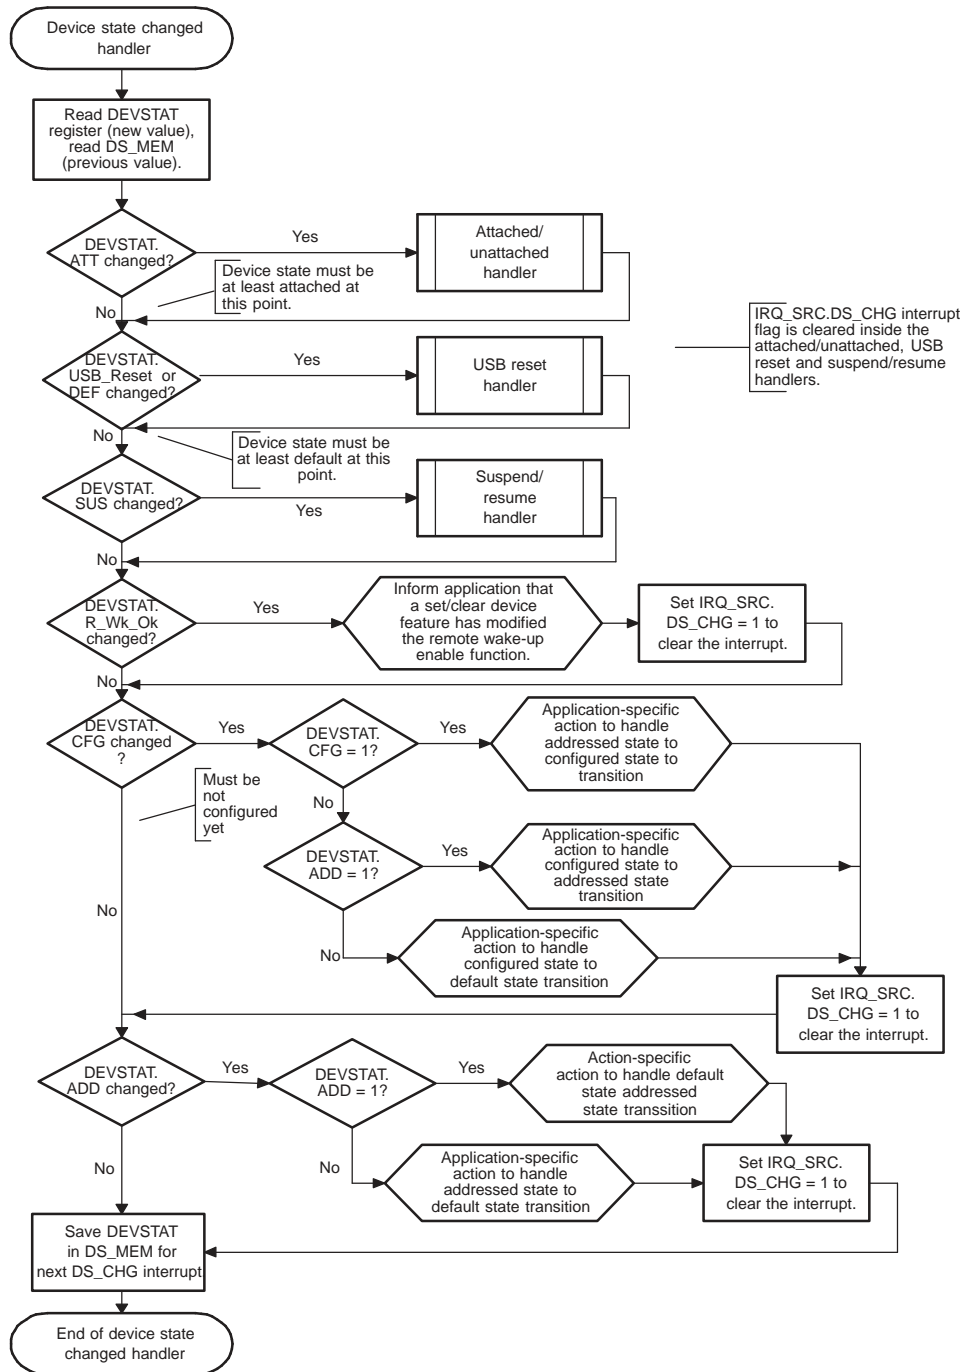 Device state changed
handler
Read DEVSTAT
register (new value),
read DS_MEM
(previous value).
DEVSTAT.
ATT changed?
Yes
Attached/
unattached
handler
Device state must be
at least attached at
this point.
No
IRQ_SRC.DS_CHG interrupt
flag is cleared inside the
attached/unattached, USB
reset and suspend/resume
handlers.
DEVSTAT.
USB_Reset or
DEF changed?
Yes
USB reset
handler
No
Device state must be
at least default at this
point.
DEVSTAT.
SUS changed?
Yes
Suspend/
resume
handler
No
DEVSTAT.
R_Wk_Ok
changed?
Yes
Inform application that
a set/clear device
feature has modified
the remote wake-up
enable function.
Set IRQ_SRC.
DS_CHG = 1 to
clear the interrupt.
No
DEVSTAT.
CFG changed
?
Yes
DEVSTAT.
CFG = 1?
Yes
Application-specific
action to handle
addressed state to
configured state to
transition
Must be
not
configured
yet
No
DEVSTAT.
ADD = 1?
Yes
Application-specific
action to handle
configured state to
addressed state
transition
No
No
Application-specific
action to handle
configured state to
default state transition
Set IRQ_SRC.
DS_CHG = 1 to
clear the interrupt.
DEVSTAT.
ADD changed?
Yes
DEVSTAT.
ADD = 1?
Yes
Action-specific
action to handle default
state addressed
state transsition
No
No
Application-specific
action to handle
addressed state to
default state transition
Set IRQ_SRC.
DS_CHG = 1 to
clear the interrupt.
Save DEVSTAT
in DS_MEM for
next DS_CHG interrupt
End of device state
changed handler